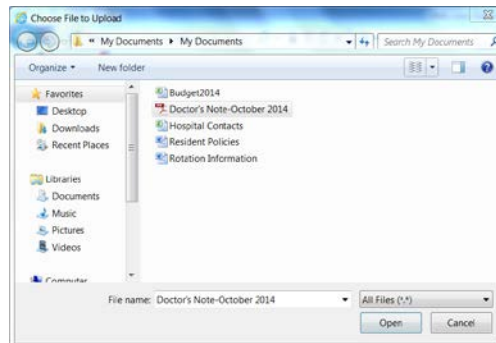 Choose File to Upload
« My Documents ▸ My Documents
Search My Documents
Organize ▾ New folder
Favorites
Desktop
Downloads
Recent Places
Libraries
Documents
Music
Pictures
Videos
Computer
Budget2014
Doctor's Note-October 2014
Hospital Contacts
Resident Policies
Rotation Information
File name: Doctor's Note-October 2014
All Files (*.*)
Open Cancel